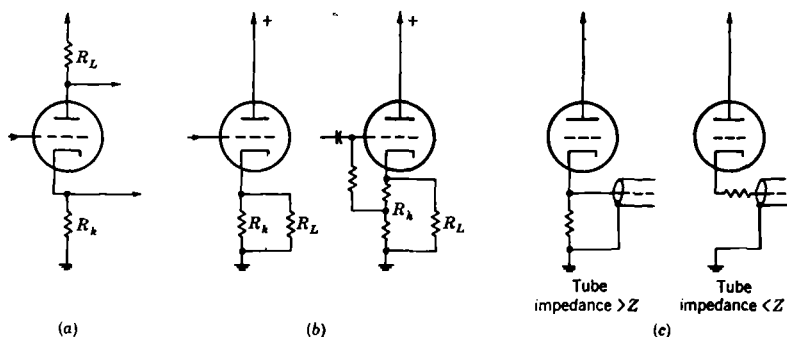 +
+
R_L
R_k
R_k
R_L
R_k
R_L
Tube
impedance >Z
Tube
impedance <Z
(a)
(b)
(c)